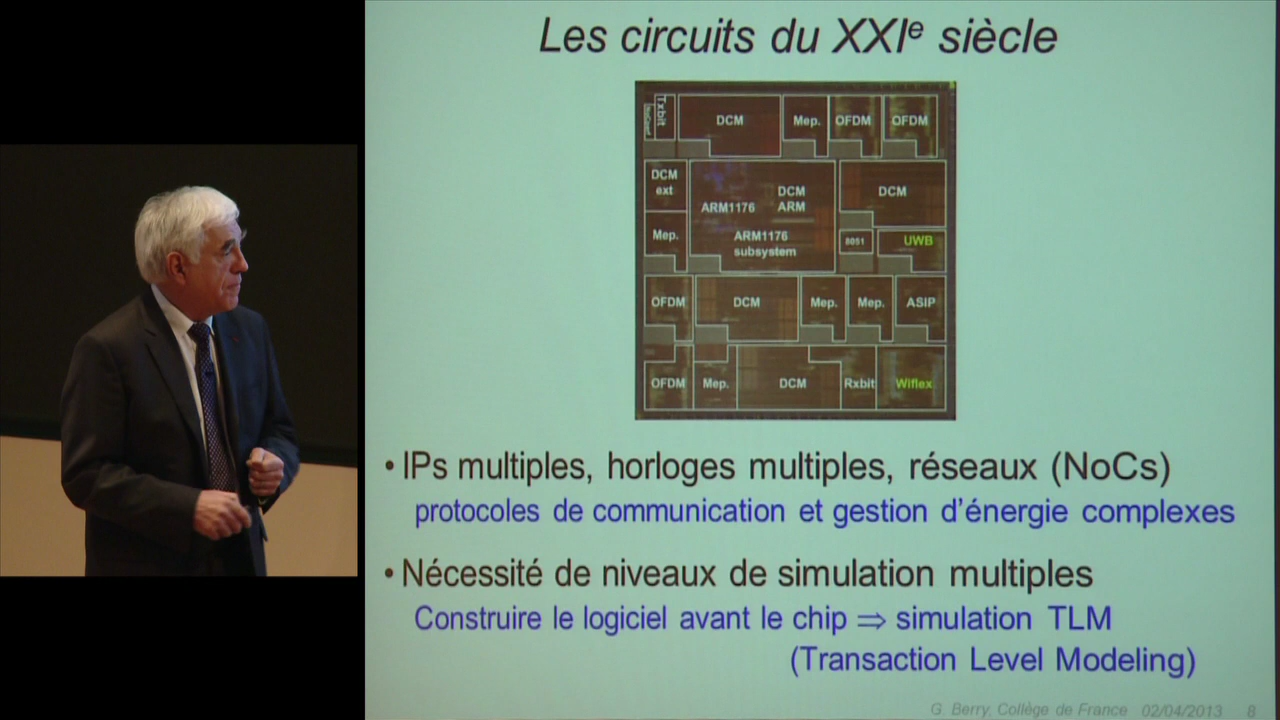 Les circuits du XXIe siècle
Txbit
DCM
Mep.
OFDM
OFDM
DCM
ext
DCM
ARM
ARM1176
DCM
Mep.
ARM1176
subsystem
8051
UWB
OFDM
DCM
Mep.
Mep.
ASIP
OFDM
Mep.
DCM
Rxbit
Wiflex
• IPs multiples, horloges multiples, réseaux (NoCs)
protocoles de communication et gestion d'énergie complexes
• Nécessité de niveaux de simulation multiples
Construire le logiciel avant le chip ⇒ simulation TLM
(Transaction Level Modeling)
G. Berry, Collège de France 02/04/2013 8